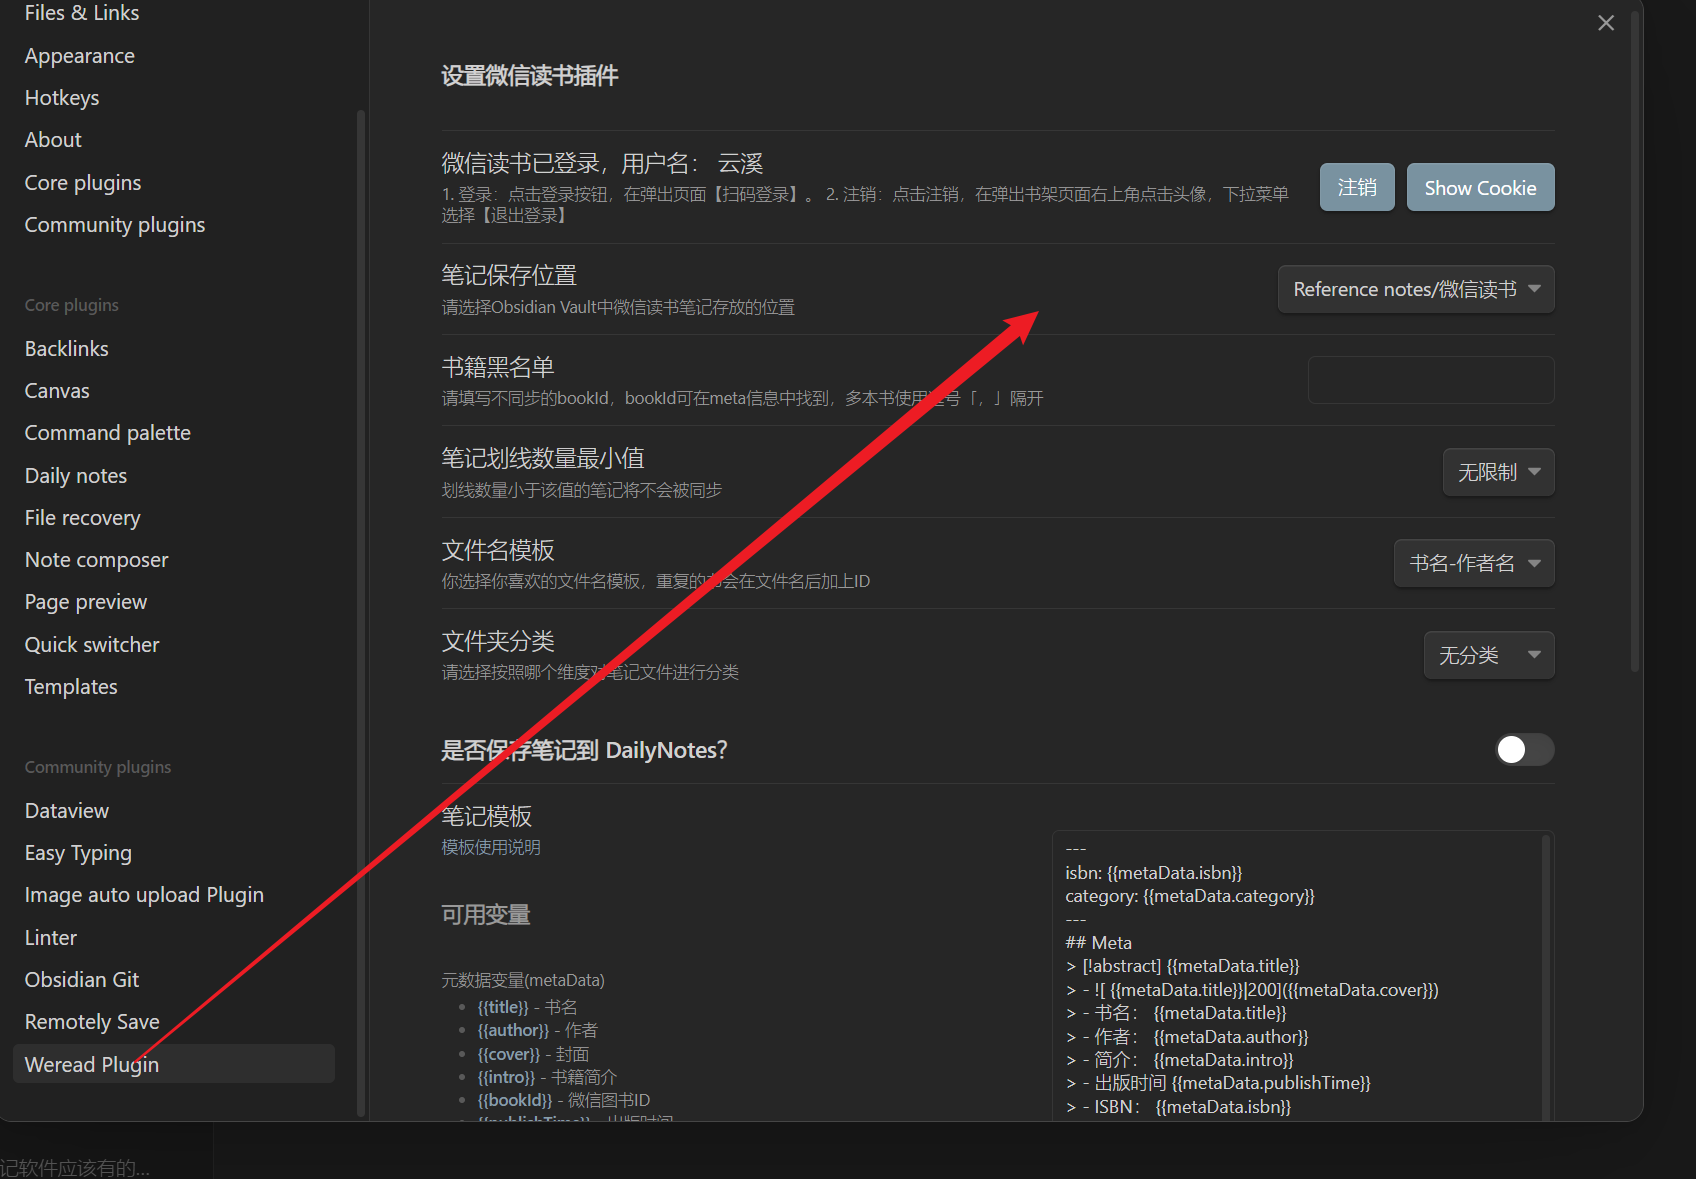 Files & Links
Appearance
Hotkeys
About
Core plugins
Community plugins
Core plugins
Backlinks
Canvas
Command palette
Daily notes
File recovery
Note composer
Page preview
Quick switcher
Templates
Community plugins
Dataview
Easy Typing
Image auto upload Plugin
Linter
Obsidian Git
Remotely Save
Weread Plugin
设置微信读书插件
微信读书已登录，用户名： 云溪
1. 登录：点击登录按钮，在弹出页面【扫码登录】。 2. 注销：点击注销，在弹出书架页面右上角点击头像，下拉菜单
选择【退出登录】
注销
Show Cookie
笔记保存位置
请选择Obsidian Vault中微信读书笔记存放的位置
Reference notes/微信读书
书籍黑名单
请填写不同步的bookId，bookId可在meta信息中找到，多本书使用逗号「，」隔开
笔记划线数量最小值
划线数量小于该值的笔记将不会被同步
无限制
文件名模板
你选择你喜欢的文件名模板，重复的书会在文件名后加上ID
书名-作者名
文件夹分类
请选择按照哪个维度对笔记文件进行分类
无分类
是否保存笔记到 DailyNotes?
笔记模板
模板使用说明
可用变量
元数据变量(metaData)
{{title}} - 书名
{{author}} - 作者
{{cover}} - 封面
{{intro}} - 书籍简介
{{bookId}} - 微信图书ID
{{publishTime}} - 出版时间
---
isbn: {{metaData.isbn}}
category: {{metaData.category}}
---
## Meta
> [!abstract] {{metaData.title}}
> - ![ {{metaData.title}}|200]({{metaData.cover}})
> - 书名： {{metaData.title}}
> - 作者： {{metaData.author}}
> - 简介： {{metaData.intro}}
> - 出版时间 {{metaData.publishTime}}
> - ISBN： {{metaData.isbn}}
记软件应该有的...